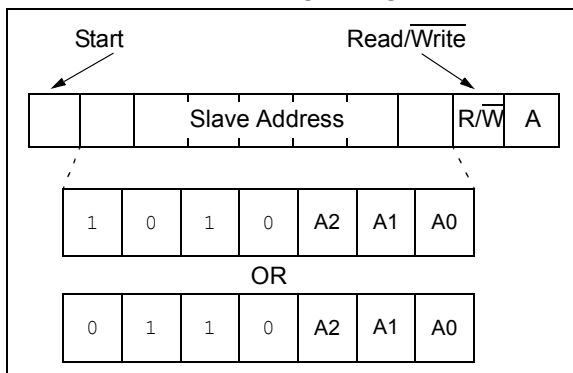 Start Read/Write
Slave Address R/W A
1 0 1 0 A2 A1 A0
OR
0 1 1 0 A2 A1 A0